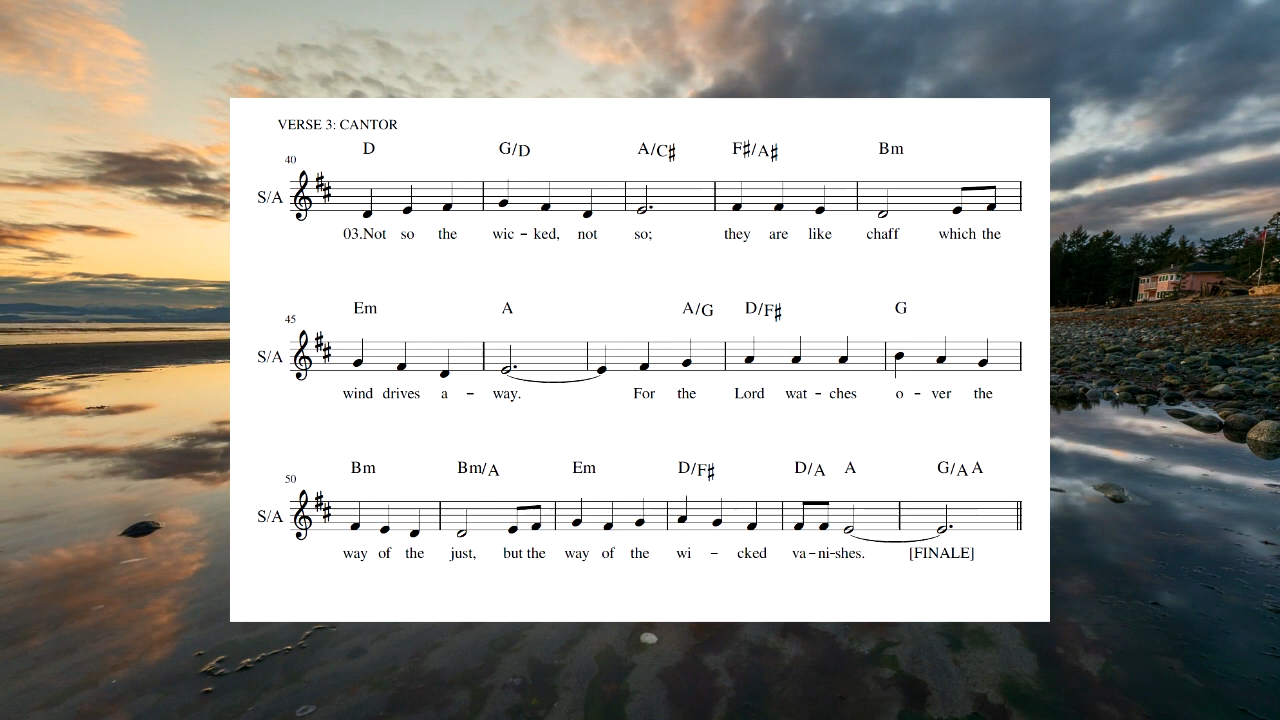 VERSE 3: CANTOR
D G/D A/C♯ F♯/A♯ Bm
40
S/A
03.Not so the wic – ked, not so; they are like chaff which the
Em A A/G D/F♯ G
45
S/A
wind drives a – way. For the Lord wat – ches o – ver the
Bm Bm/A Em D/F♯ D/A A G/A A
50
S/A
way of the just, but the way of the wi – cked va–ni–shes. [FINALE]